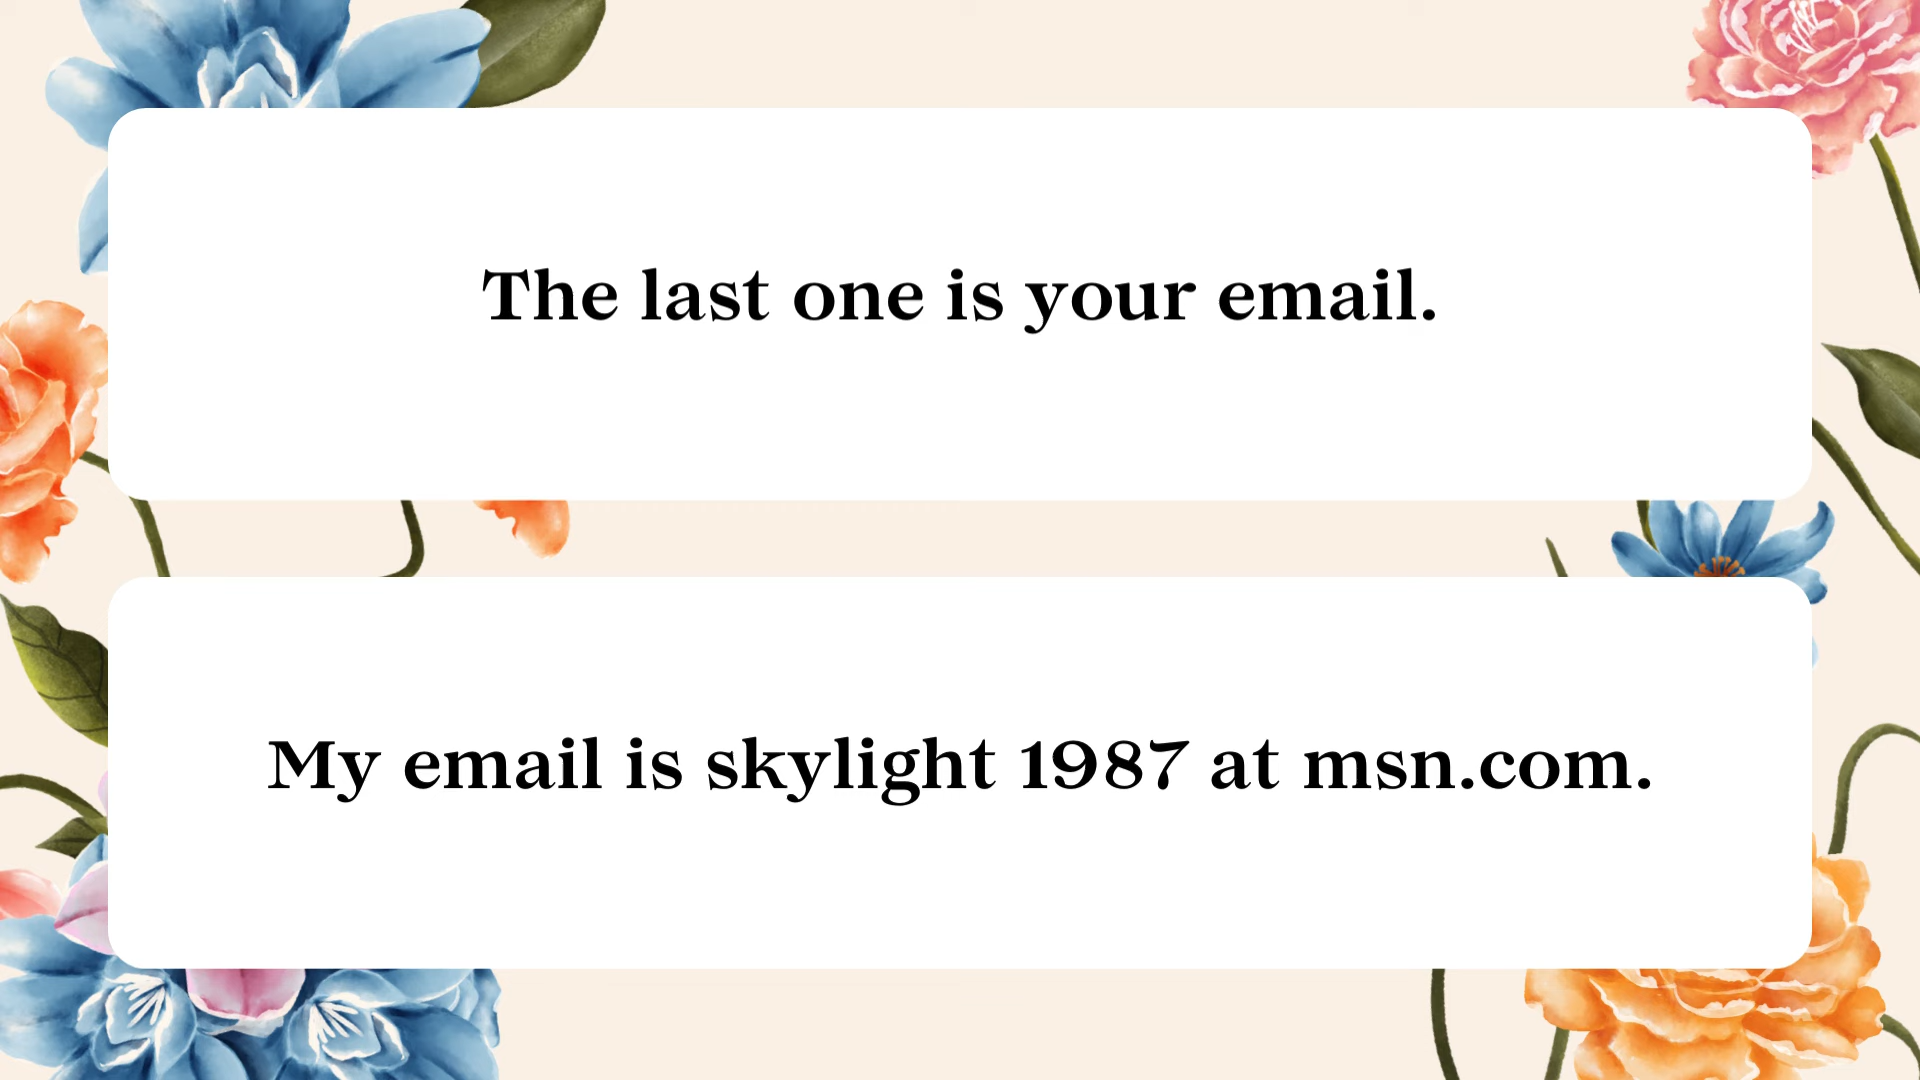 The last one is your email.
My email is skylight 1987 at msn.com.